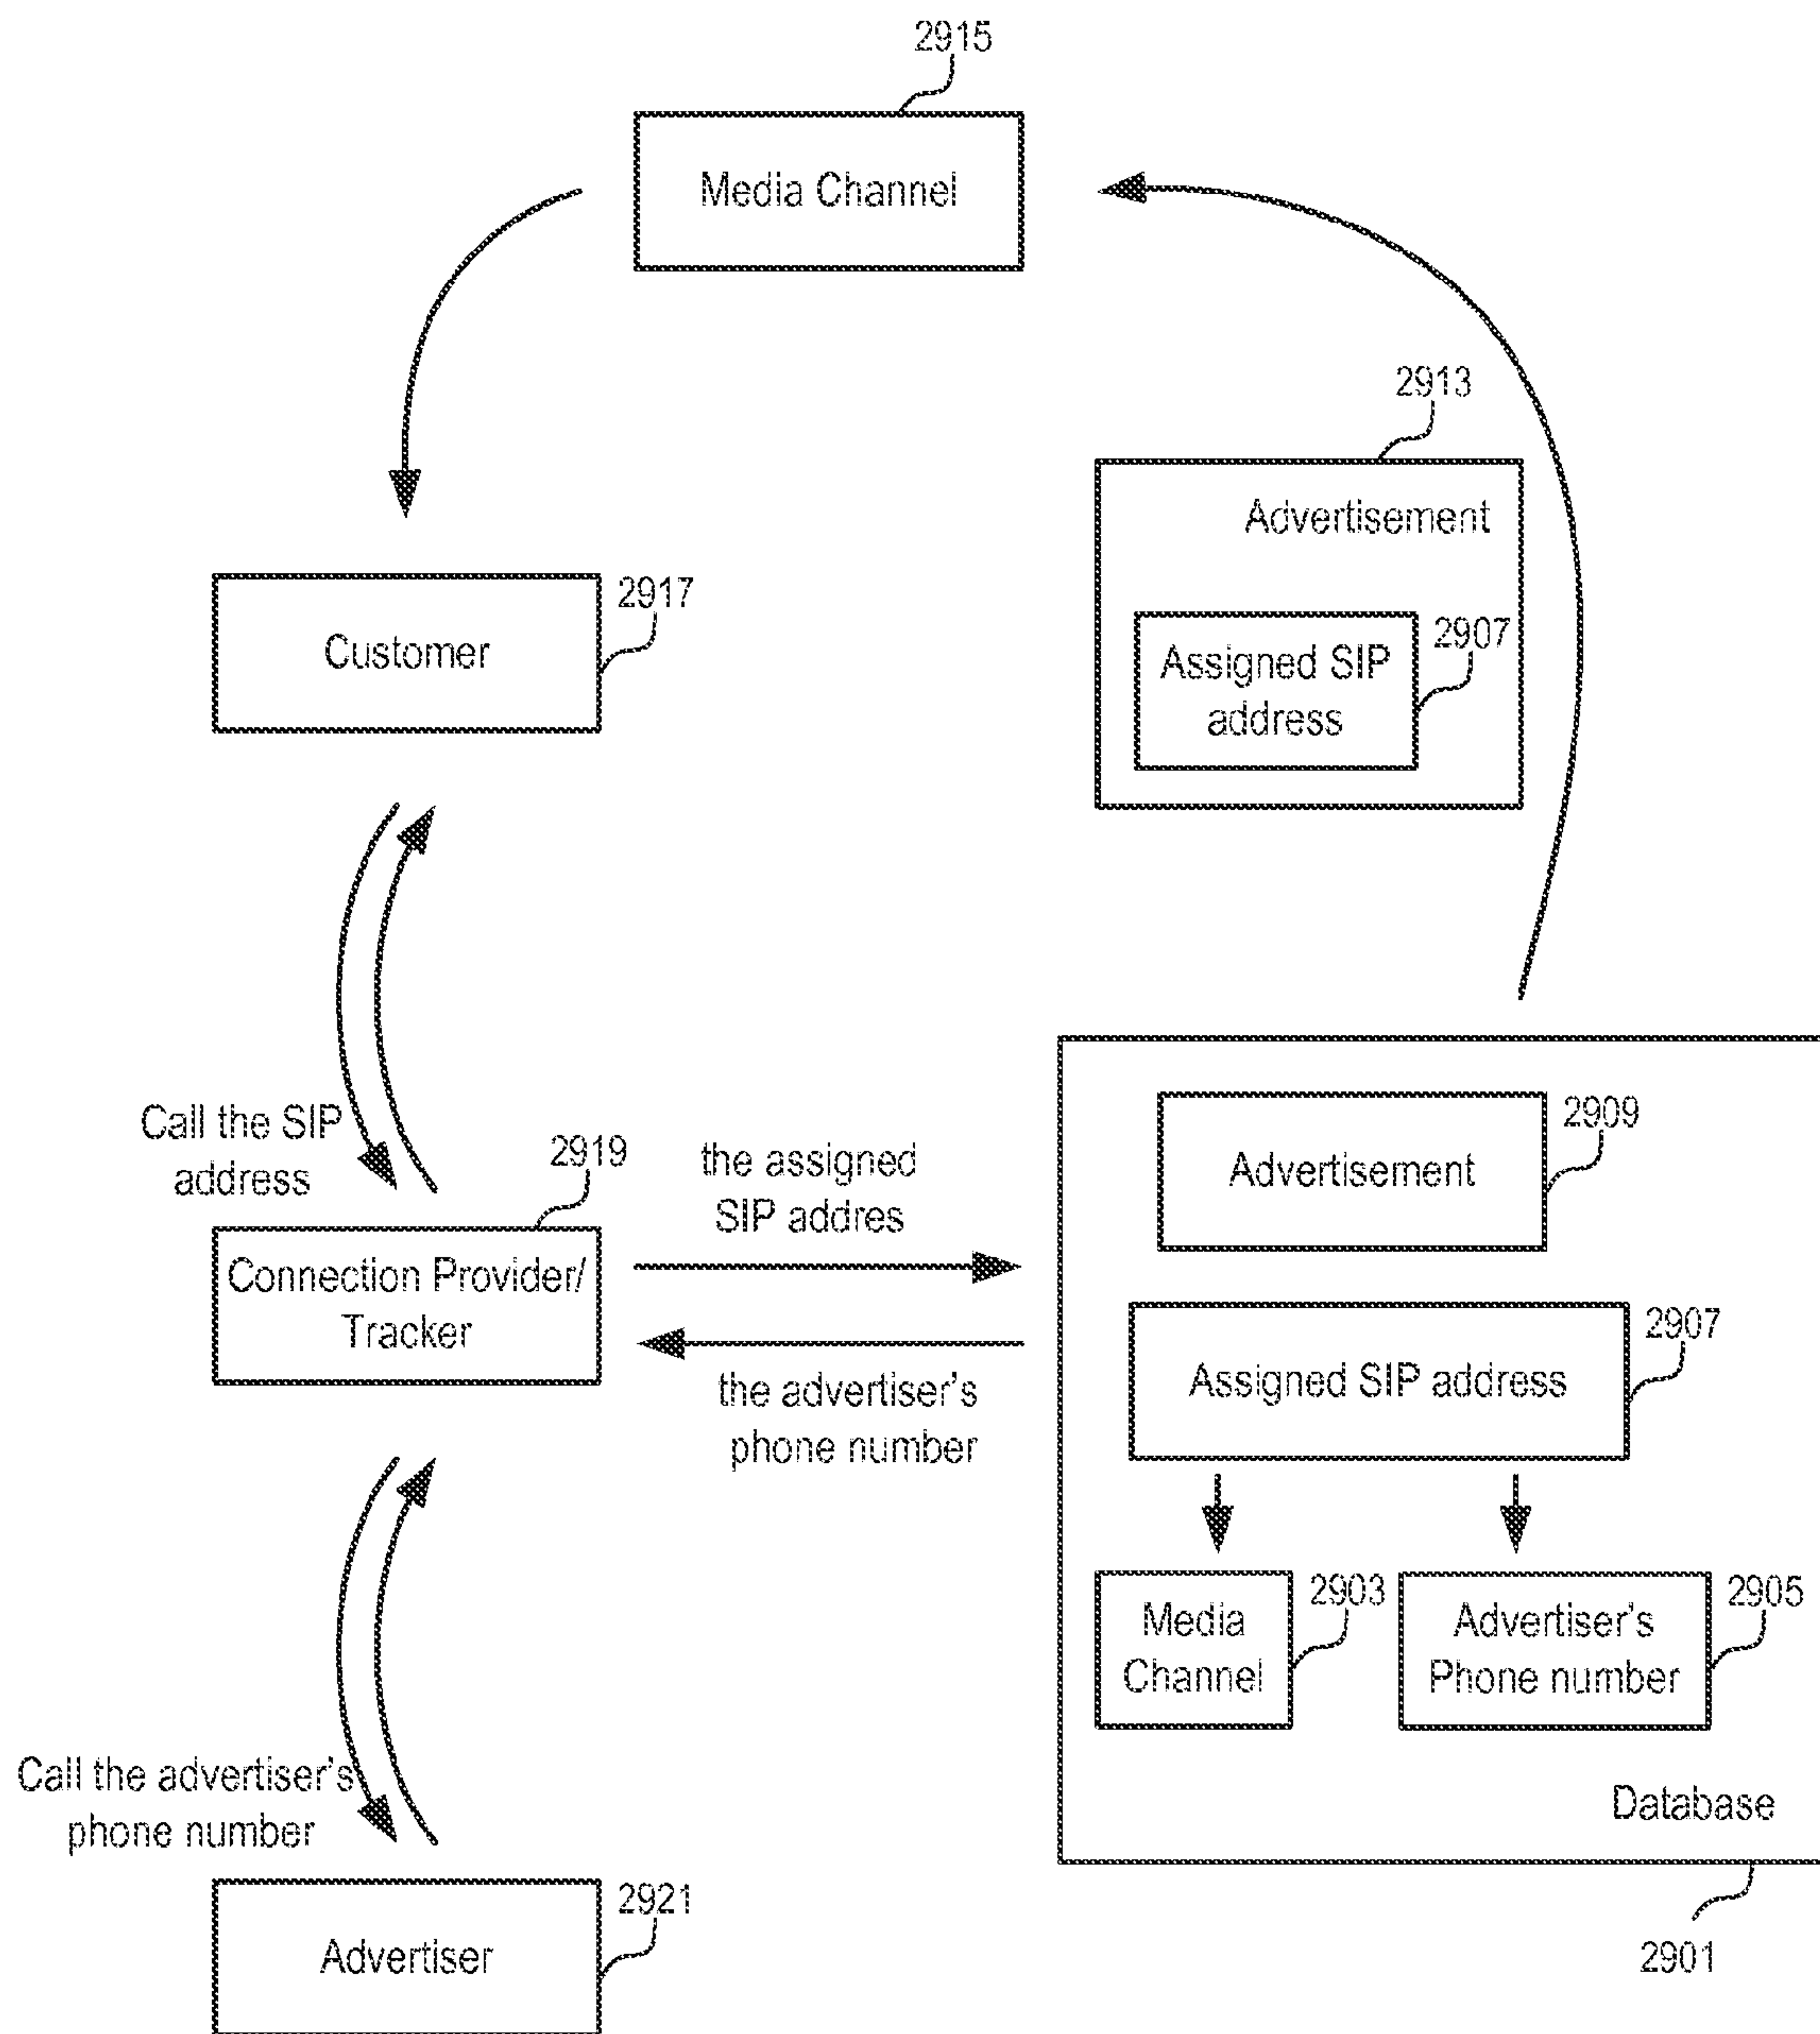 2915
Media Channel
2913
Advertisement
2917
Customer
2907
Assigned SIP
address
Call the SIP
address
2919
Connection Provider/
Tracker
the assigned
SIP addres
the advertiser's
phone number
2909
Advertisement
2907
Assigned SIP address
2903
Media
Channel
2905
Advertiser's
Phone number
Database
2901
Call the advertiser's
phone number
2921
Advertiser